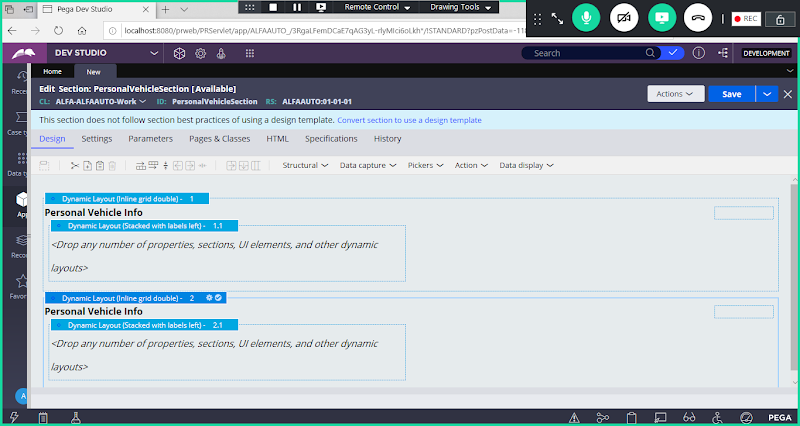 Pega Dev Studio
Remote Control
Drawing Tools
REC
localhost:8080/prweb/PRServlet/app/ALFAAUTO_/3RgaLFemDCaE7qAG3yL-rlyMIci6oLkh*/!STANDARD?pzPostData=-118
DEV STUDIO
Search
DEVELOPMENT
Home
New
Recen
Case typ
Data ty
App
Recor
Favori
A
Edit Section: PersonalVehicleSection [Available]
CL: ALFA-ALFAAUTO-Work
ID: PersonalVehicleSection
RS: ALFAAUTO:01-01-01
Actions
Save
This section does not follow section best practices of using a design template. Convert section to use a design template
Design
Settings
Parameters
Pages & Classes
HTML
Specifications
History
Structural
Data capture
Pickers
Action
Data display
Dynamic Layout (Inline grid double) - 1
Personal Vehicle Info
Dynamic Layout (Stacked with labels left) - 1.1
<Drop any number of properties, sections, UI elements, and other dynamic
layouts>
Dynamic Layout (Inline grid double) - 2
Personal Vehicle Info
Dynamic Layout (Stacked with labels left) - 2.1
<Drop any number of properties, sections, UI elements, and other dynamic
layouts>
PEGA